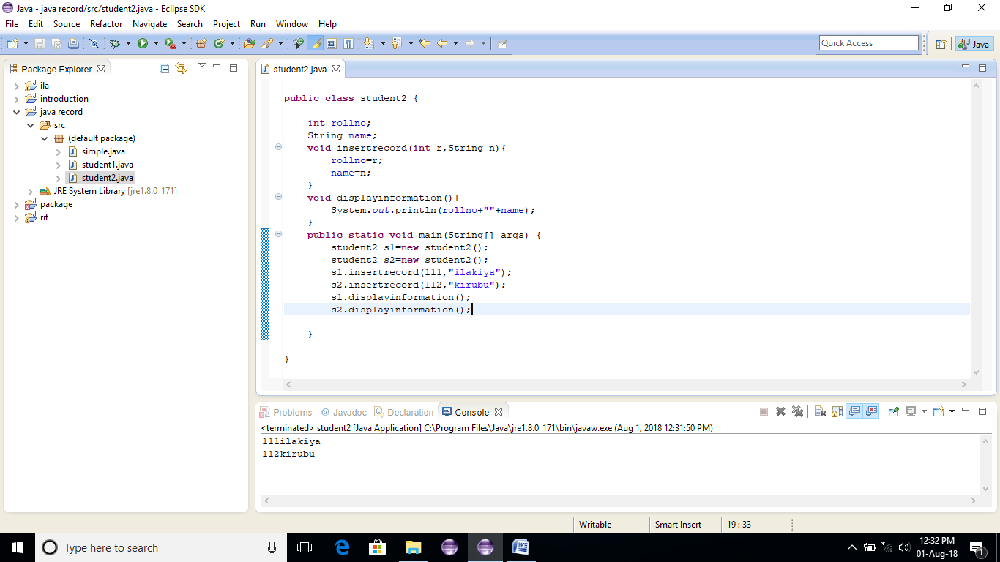 Java - java record/src/student2.java - Eclipse SDK
File Edit Source Refactor Navigate Search Project Run Window Help
Quick Access
Java
Package Explorer
ila
introduction
java record
src
(default package)
simple.java
student1.java
student2.java
JRE System Library [jre1.8.0_171]
package
rit
student2.java
public class student2 {
int rollno;
String name;
void insertrecord(int r,String n){
rollno=r;
name=n;
}
void displayinformation(){
System.out.println(rollno+""+name);
}
public static void main(String[] args) {
student2 s1=new student2();
student2 s2=new student2();
s1.insertrecord(111,"ilakiya");
s2.insertrecord(112,"kirubu");
s1.displayinformation();
s2.displayinformation();
}
}
Problems @ Javadoc Declaration Console
<terminated> student2 [Java Application] C:\Program Files\Java\jre1.8.0_171\bin\javaw.exe (Aug 1, 2018 12:31:50 PM)
111ilakiya
112kirubu
Writable Smart Insert 19 : 33
Type here to search
12:32 PM
01-Aug-18
1